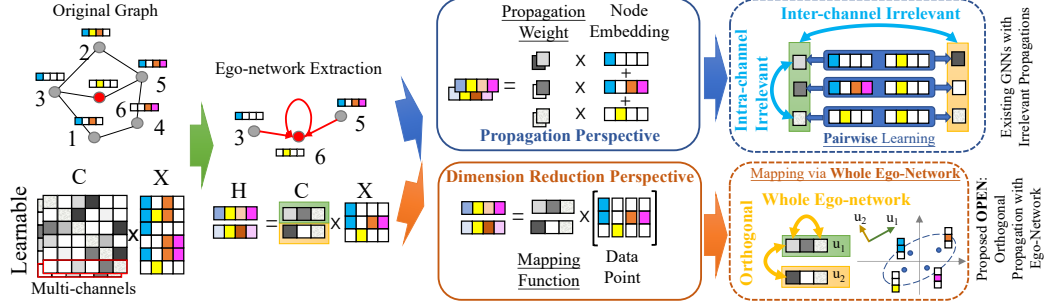 Original Graph
2
5
3
6
1
4
Learnable
C
X
x
Multi-channels
Ego-network Extraction
3
5
6
H
C
X
=
x
Propagation Weight
Node Embedding
=
x
+
x
+
x
Propagation Perspective
Dimension Reduction Perspective
=
x
Mapping Function
Data Point
Inter-channel Irrelevant
Intra-channel Irrelevant
Pairwise Learning
Existing GNNs with Irrelevant Propagations
Mapping via Whole Ego-Network
Whole Ego-network
Orthogonal
u1
u2
u2
u1
Proposed OPEN: Orthogonal Propagation with Ego-Network